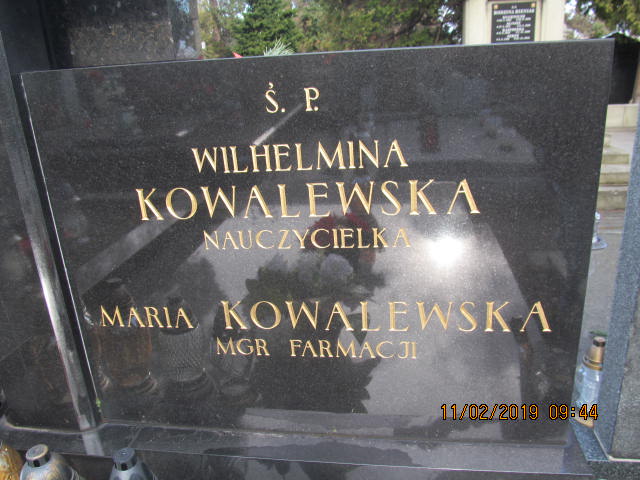 Ś. P.
WILHELMINA
KOWALEWSKA
NAUCZYCIELKA
MARIA KOWALEWSKA
MGR FARMACJI
11/02/2019 09:44